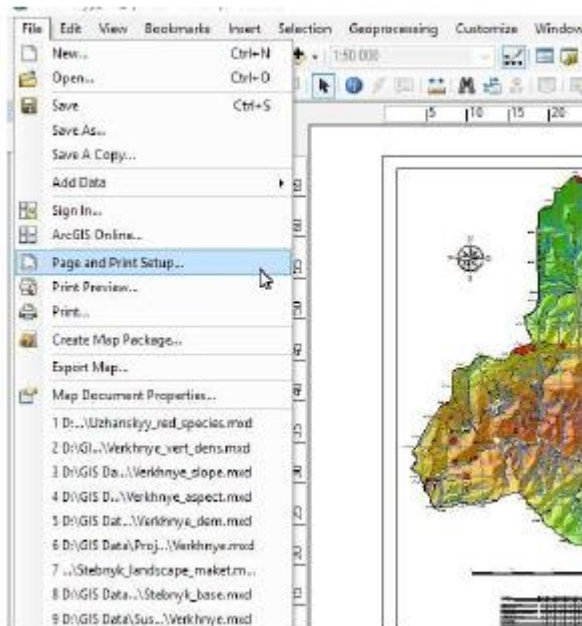 File Edit View Bookmarks Insert Selection Geoprocessing Customize Window
New... Ctrl+N
1:50 000
Open... Ctrl+O
Save Ctrl+S
Save As...
|5 |10 |15 |20
Save A Copy...
Add Data
Sign In...
ArcGIS Online...
Page and Print Setup...
Print Preview...
Print...
Create Map Package...
Export Map...
Map Document Properties...
1 D:...\Uzhanskyy_red_species.mxd
2 D:\GI...\Verkhnye_vert_dens.mxd
3 D:\GIS Da...\Verkhnye_slope.mxd
4 D:\GIS D...\Verkhnye_aspect.mxd
5 D:\GIS Dat...\Verkhnye_dem.mxd
6 D:\GIS Data\Proj...\Verkhnye.mxd
7 ...\Stebnyk_landscape_maket.m...
8 D:\GIS Data...\Stebnyk_base.mxd
9 D:\GIS Data\Sus...\Verkhnye.mxd